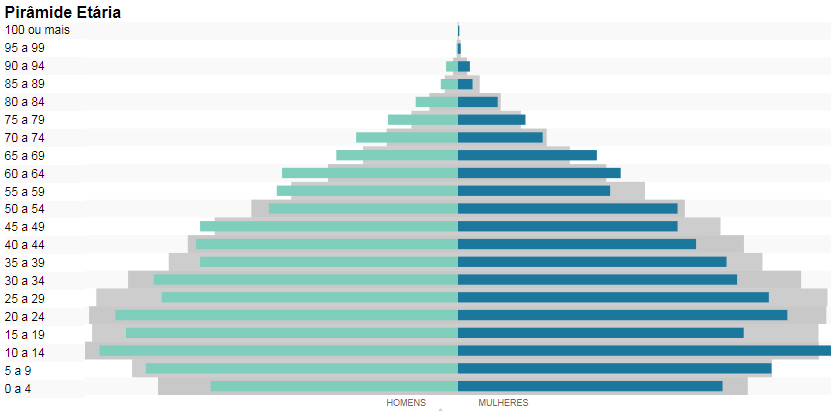 Pirâmide Etária
100 ou mais
95 a 99
90 a 94
85 a 89
80 a 84
75 a 79
70 a 74
65 a 69
60 a 64
55 a 59
50 a 54
45 a 49
40 a 44
35 a 39
30 a 34
25 a 29
20 a 24
15 a 19
10 a 14
5 a 9
0 a 4
HOMENS MULHERES